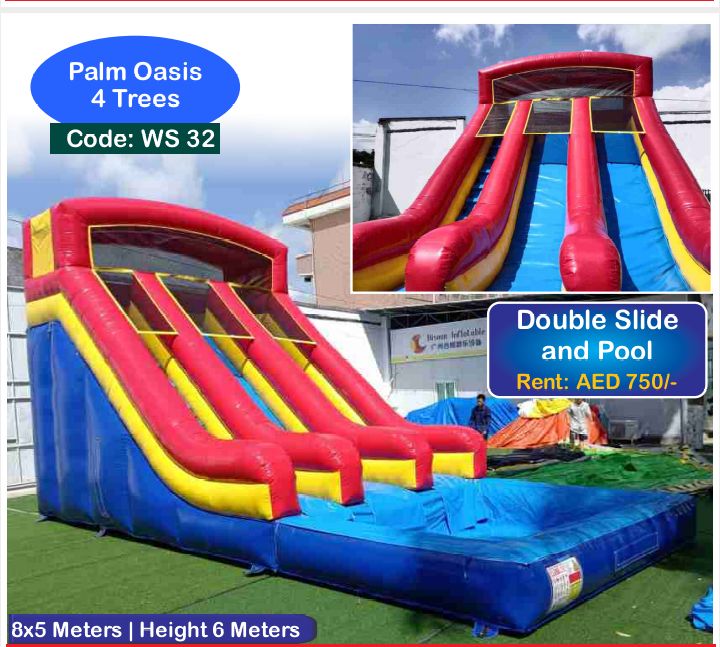 Palm Oasis
4 Trees
Code: WS 32
Double Slide
and Pool
Rent: AED 750/-
8x5 Meters | Height 6 Meters